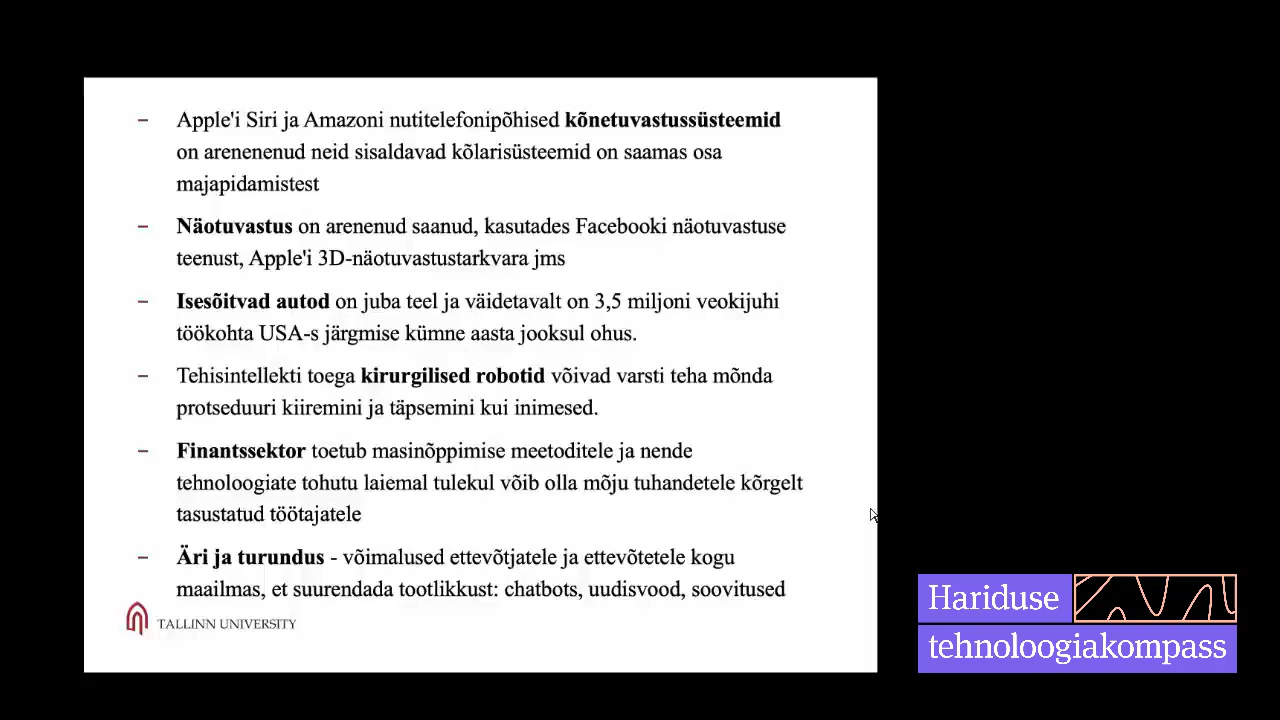 – Apple'i Siri ja Amazoni nutitelefonipõhised kõnetuvastussüsteemid
on arenenenud neid sisaldavad kõlarisüsteemid on saamas osa
majapidamistest
– Näotuvastus on arenenud saanud, kasutades Facebooki näotuvastuse
teenust, Apple'i 3D-näotuvastustarkvara jms
– Isesõitvad autod on juba teel ja väidetavalt on 3,5 miljoni veokijuhi
töökohta USA-s järgmise kümne aasta jooksul ohus.
– Tehisintellekti toega kirurgilised robotid võivad varsti teha mõnda
protseduuri kiiremini ja täpsemini kui inimesed.
– Finantssektor toetub masinõppimise meetoditele ja nende
tehnoloogiate tohutu laiemal tulekul võib olla mõju tuhandetele kõrgelt
tasustatud töötajatele
– Äri ja turundus - võimalused ettevõtjatele ja ettevõtetele kogu
maailmas, et suurendada tootlikkust: chatbots, uudisvood, soovitused
TALLINN UNIVERSITY
Hariduse
tehnoloogiakompass